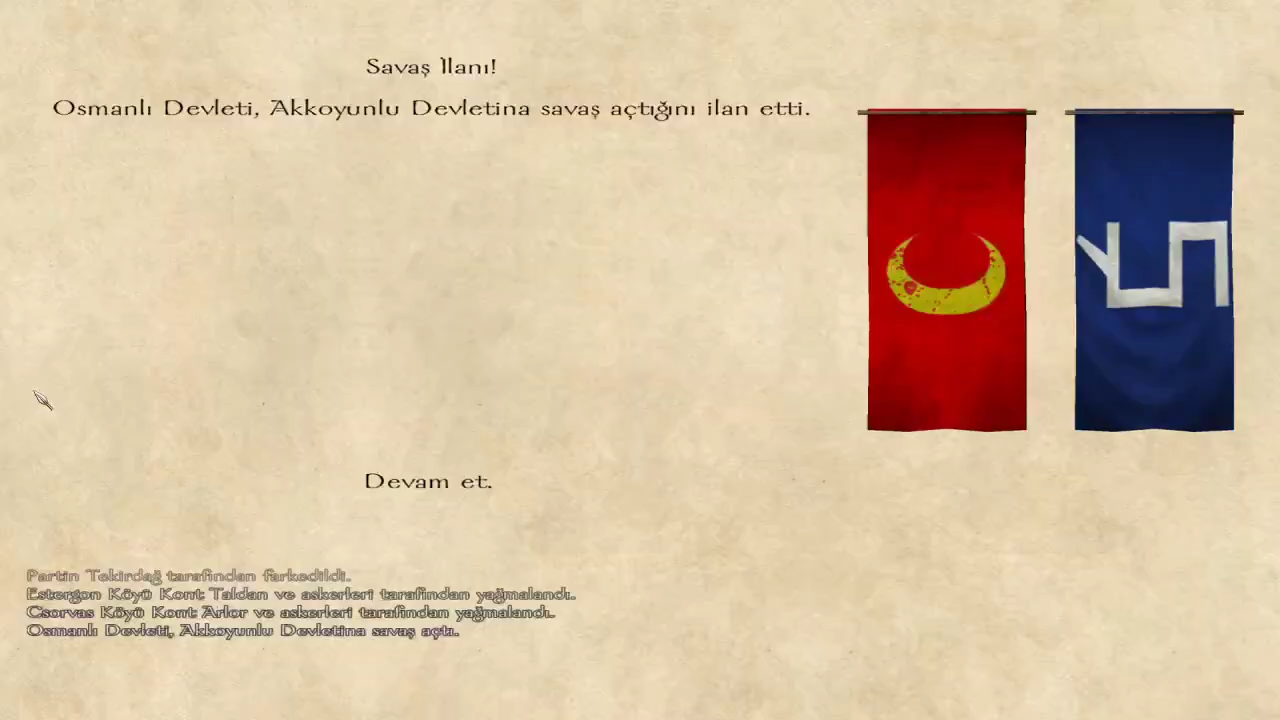 Savaş İlanı!
Osmanlı Devleti, Akkoyunlu Devletina savaş açtığını ilan etti.
Devam et.
Partin Tekirdağ tarafından farkedildi.
Estergon Köyü Kont Taldan ve askerleri tarafından yağmalandı.
Csorvas Köyü Kont Arlor ve askerleri tarafından yağmalandı.
Osmanlı Devleti, Akkoyunlu Devletina savaş açtı.